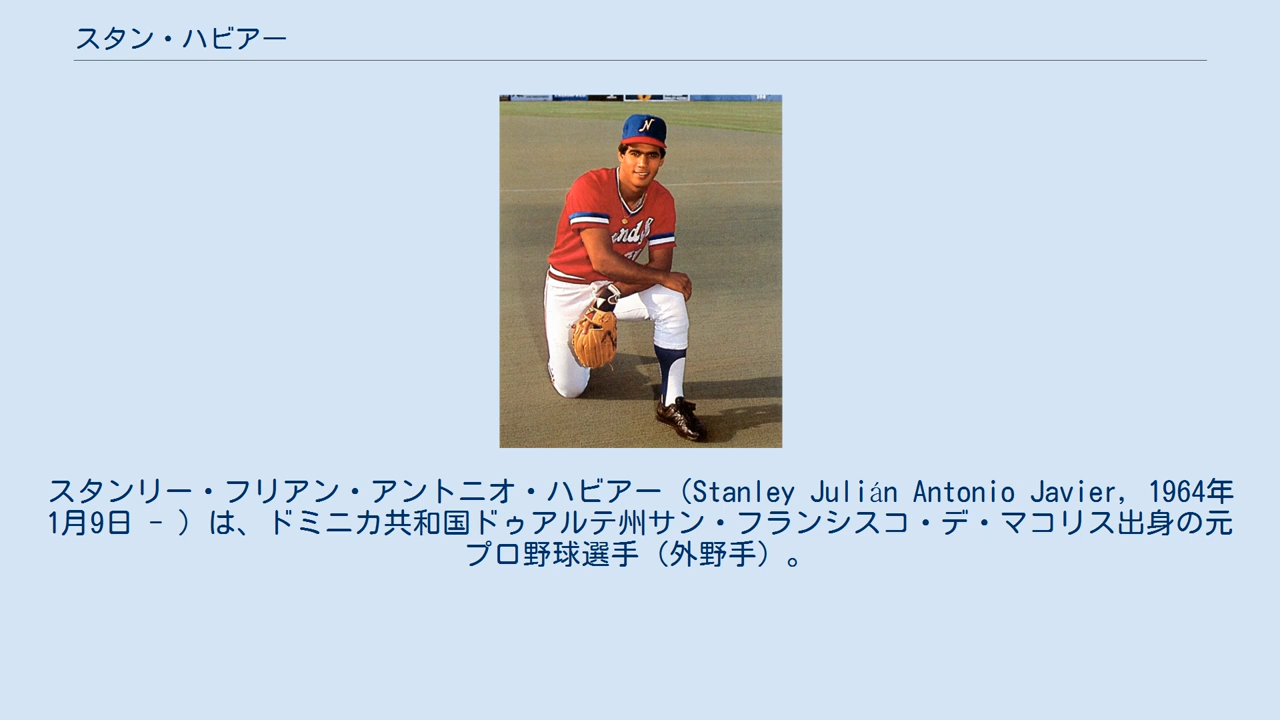 スタン・ハビアー
N
スタンリー・フリアン・アントニオ・ハビアー（Stanley Julián Antonio Javier, 1964年
1月9日 - ）は、ドミニカ共和国ドゥアルテ州サン・フランシスコ・デ・マコリス出身の元
プロ野球選手（外野手）。